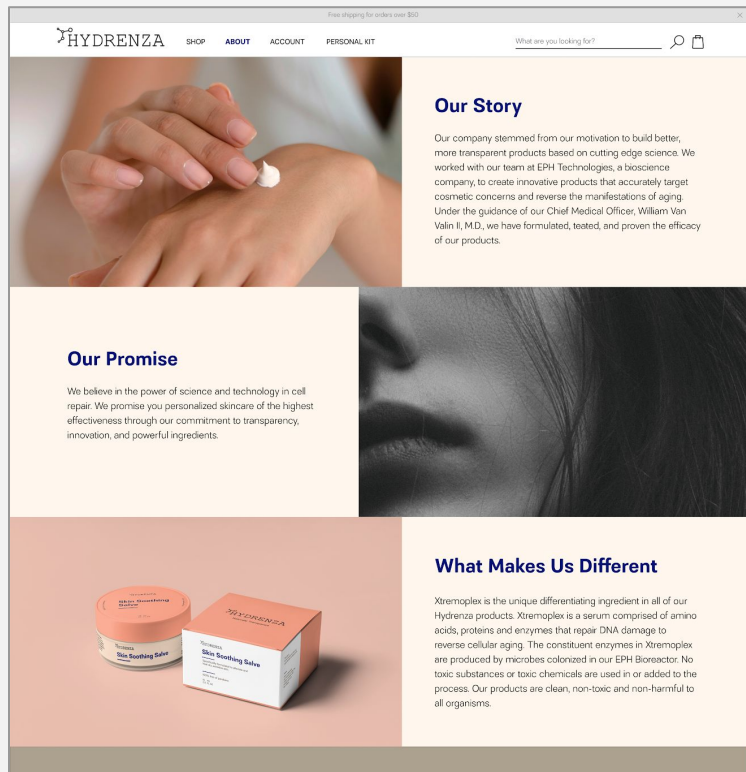 Free shipping for orders over $50
HYDRENZA
SHOP
ABOUT
ACCOUNT
PERSONAL KIT
What are you looking for?
Our Story
Our company stemmed from our motivation to build better,
more transparent products based on cutting edge science. We
worked with our team at EPH Technologies, a bioscience
company, to create innovative products that accurately target
cosmetic concerns and reverse the manifestations of aging.
Under the guidance of our Chief Medical Officer, William Van
Valin II, M.D., we have formulated, teated, and proven the efficacy
of our products.
Our Promise
We believe in the power of science and technology in cell
repair. We promise you personalized skincare of the highest
effectiveness through our commitment to transparency,
innovation, and powerful ingredients.
Skin Soothing
Salve
HYDRENZA
Skin Soothing Salve
HYDRENZA
HYDRENZA
Skin Soothing Salve
What Makes Us Different
Xtremoplex is the unique differentiating ingredient in all of our
Hydrenza products. Xtremoplex is a serum comprised of amino
acids, proteins and enzymes that repair DNA damage to
reverse cellular aging. The constituent enzymes in Xtremoplex
are produced by microbes colonized in our EPH Bioreactor. No
toxic substances or toxic chemicals are used in or added to the
process. Our products are clean, non-toxic and non-harmful to
all organisms.